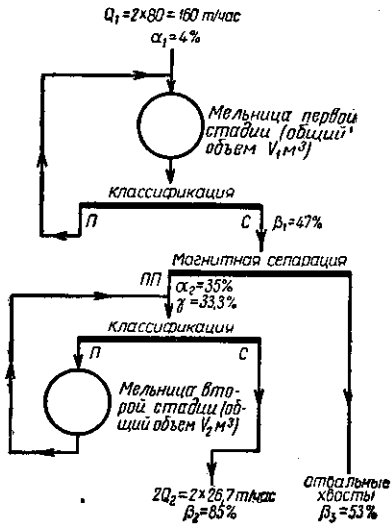 Q₁=2×80=160 т/час
α₁=4%
Мельница первой
стадии (общий
объем V₁м³)
Классификация
П
С
β₁=47%
Магнитная сепарация
ПП
α₂=35%
γ=33,3%
Классификация
П
С
Мельница вто-
рой стадии (об-
щий объем V₂м³)
2Q₂=2×26,7т/час
β₂=85%
отвальные
хвосты
β₃=53%